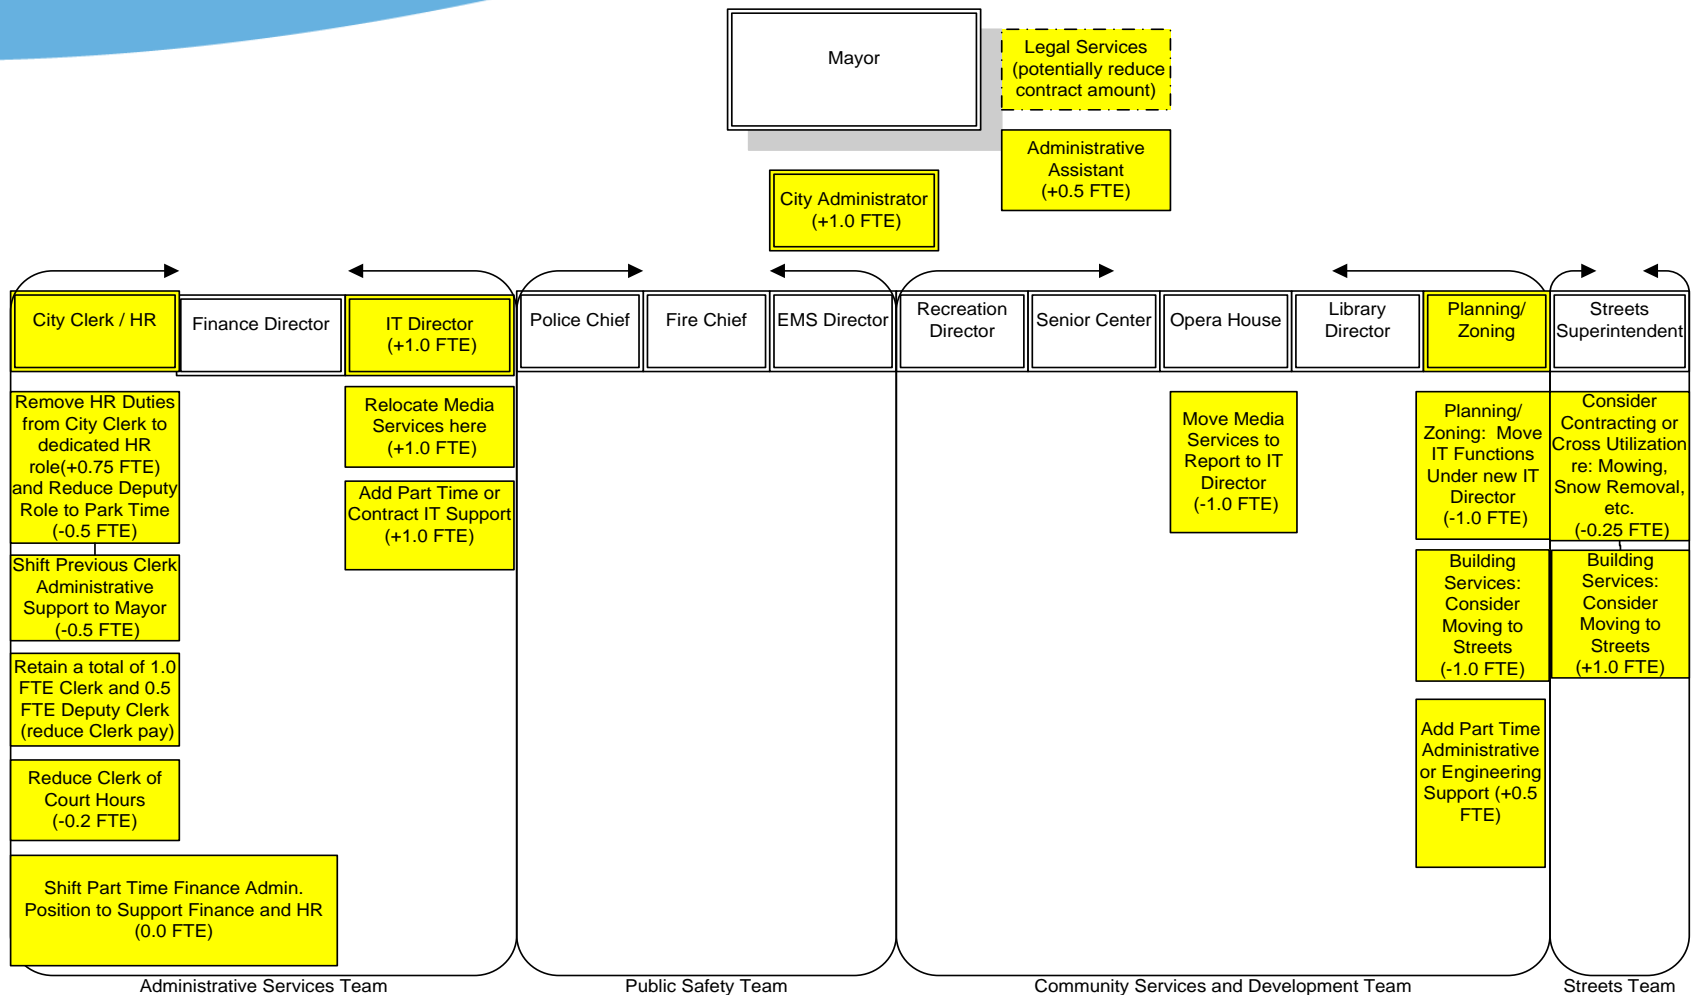 Mayor
Legal Services
(potentially reduce
contract amount)
Administrative
Assistant
(+0.5 FTE)
City Administrator
(+1.0 FTE)
City Clerk / HR
Finance Director
IT Director
(+1.0 FTE)
Police Chief
Fire Chief
EMS Director
Recreation
Director
Senior Center
Opera House
Library
Director
Planning/
Zoning
Streets
Superintendent
Remove HR Duties
from City Clerk to
dedicated HR
role(+0.75 FTE)
and Reduce Deputy
Role to Park Time
(-0.5 FTE)
Shift Previous Clerk
Administrative
Support to Mayor
(-0.5 FTE)
Retain a total of 1.0
FTE Clerk and 0.5
FTE Deputy Clerk
(reduce Clerk pay)
Reduce Clerk of
Court Hours
(-0.2 FTE)
Shift Part Time Finance Admin.
Position to Support Finance and HR
(0.0 FTE)
Relocate Media
Services here
(+1.0 FTE)
Add Part Time or
Contract IT Support
(+1.0 FTE)
Move Media
Services to
Report to IT
Director
(-1.0 FTE)
Planning/
Zoning: Move
IT Functions
Under new IT
Director
(-1.0 FTE)
Building
Services:
Consider
Moving to
Streets
(-1.0 FTE)
Add Part Time
Administrative
or Engineering
Support (+0.5
FTE)
Consider
Contracting or
Cross Utilization
re: Mowing,
Snow Removal,
etc.
(-0.25 FTE)
Building
Services:
Consider
Moving to
Streets
(+1.0 FTE)
Administrative Services Team
Public Safety Team
Community Services and Development Team
Streets Team